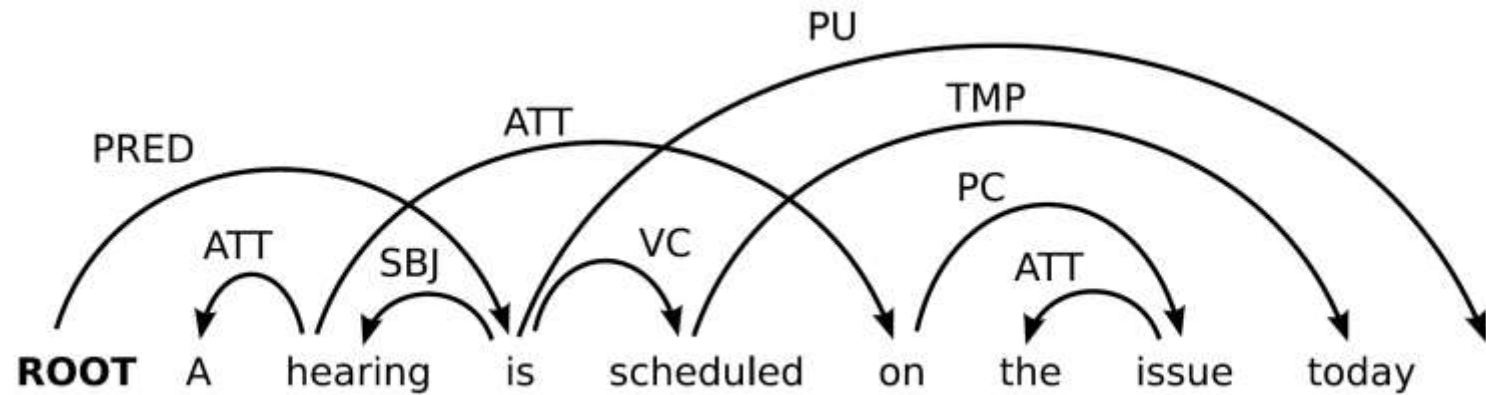 PU
TMP
ATT
PRED
PC
ATT
SBJ
VC
ATT
ROOT A hearing is scheduled on the issue today